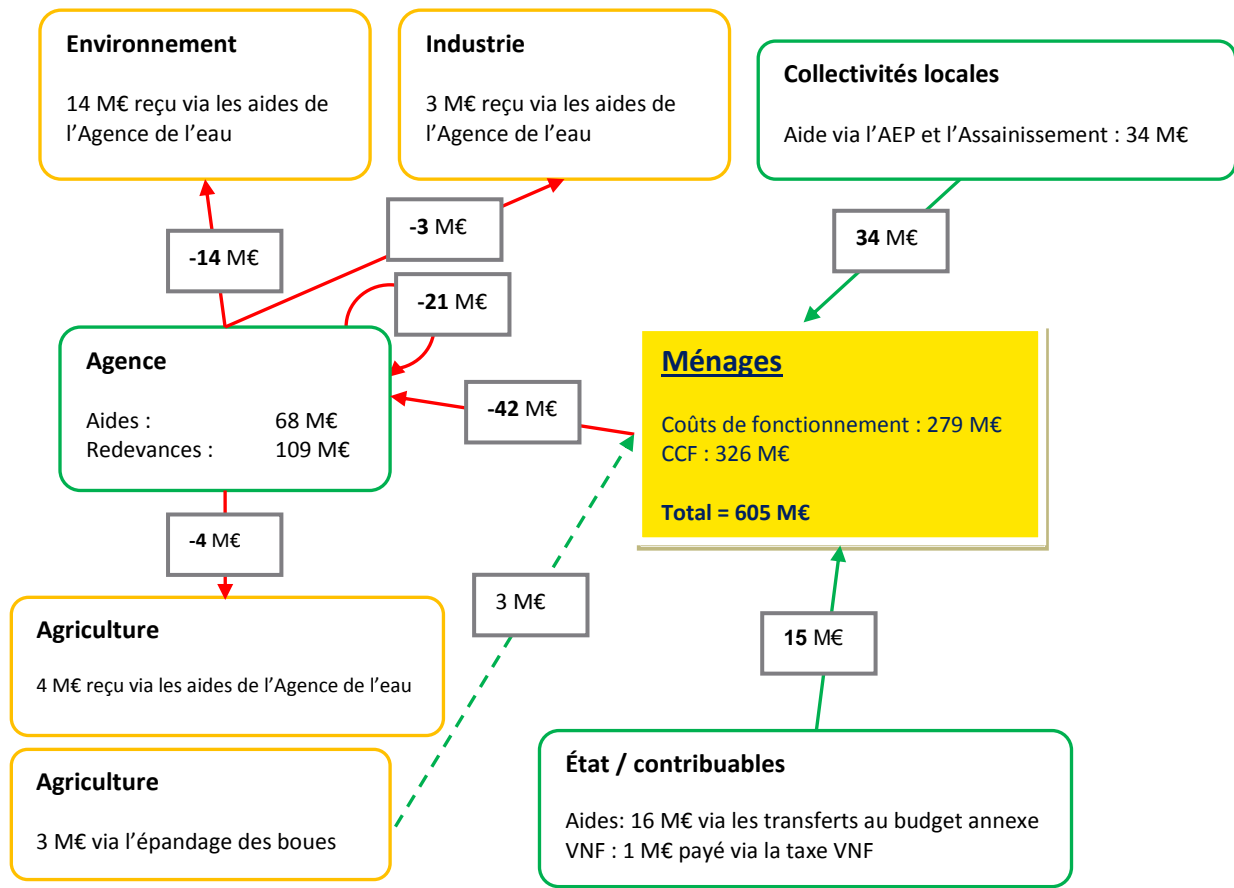 Environnement
14 M€ reçu via les aides de
l'Agence de l'eau
Industrie
3 M€ reçu via les aides de
l'Agence de l'eau
Collectivités locales
Aide via l'AEP et l'Assainissement : 34 M€
-14 M€
-3 M€
34 M€
-21 M€
Agence
Aides : 68 M€
Redevances : 109 M€
-42 M€
Ménages
Coûts de fonctionnement : 279 M€
CCF : 326 M€
Total = 605 M€
-4 M€
3 M€
15 M€
Agriculture
4 M€ reçu via les aides de l'Agence de l'eau
Agriculture
3 M€ via l'épandage des boues
État / contribuables
Aides: 16 M€ via les transferts au budget annexe
VNF : 1 M€ payé via la taxe VNF